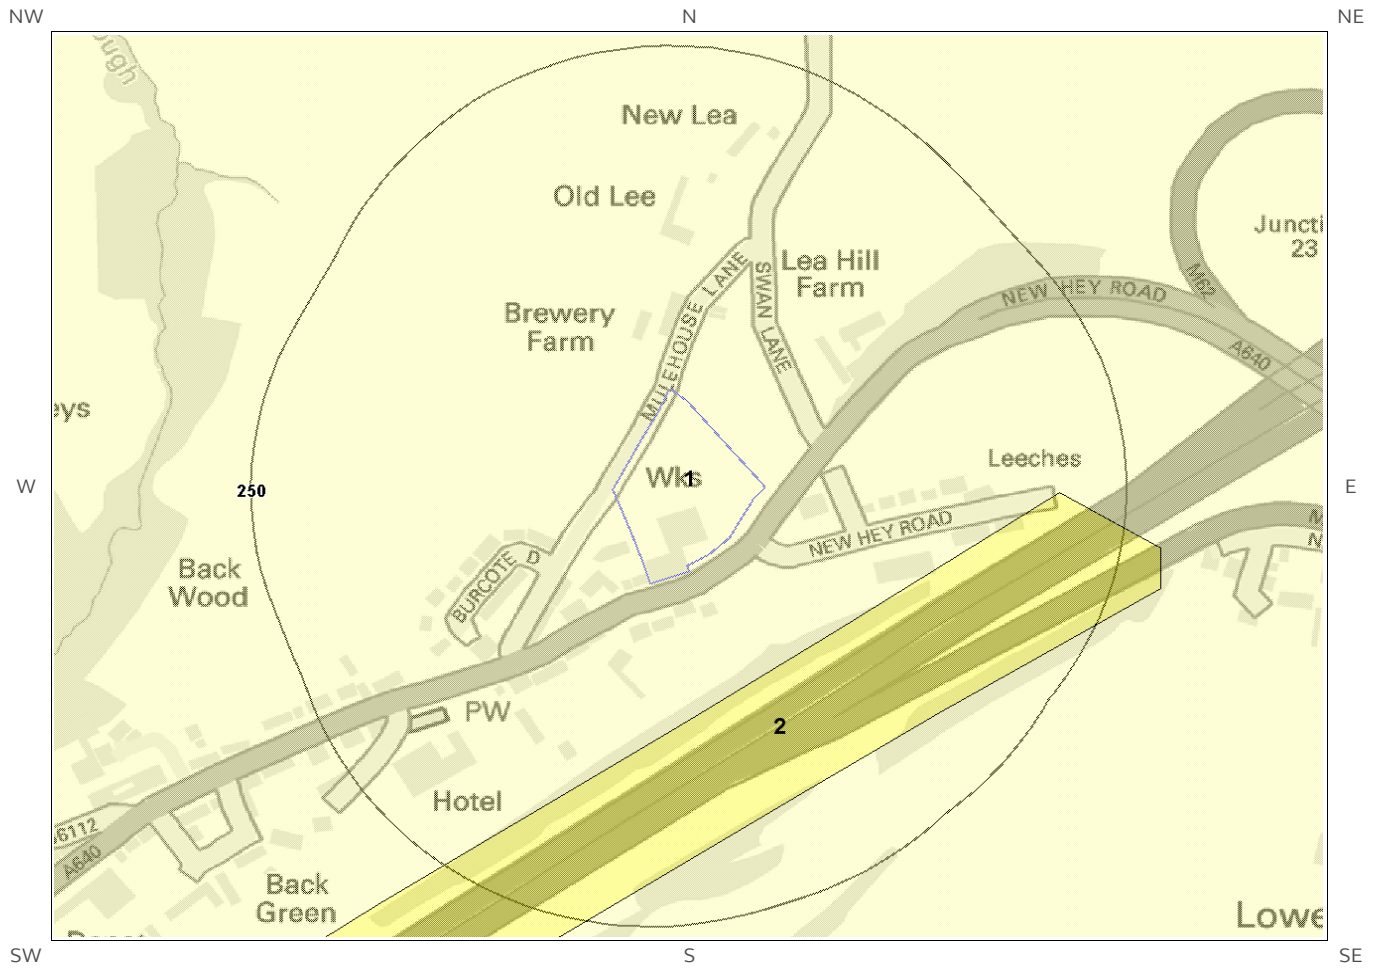 NW
N
NE
ough
New Lea
Old Lee
Juncti
23
Lea Hill
Farm
M62
NEW HEY ROAD
MULEHOUSE LANE
SWAN LANE
Brewery
Farm
A640
eys
Leeches
Wks
1
W
250
E
NEW HEY ROAD
BURCOTE D
Back
Wood
PW
2
Hotel
6112
A640
Back
Green
Lowe
SW
S
SE